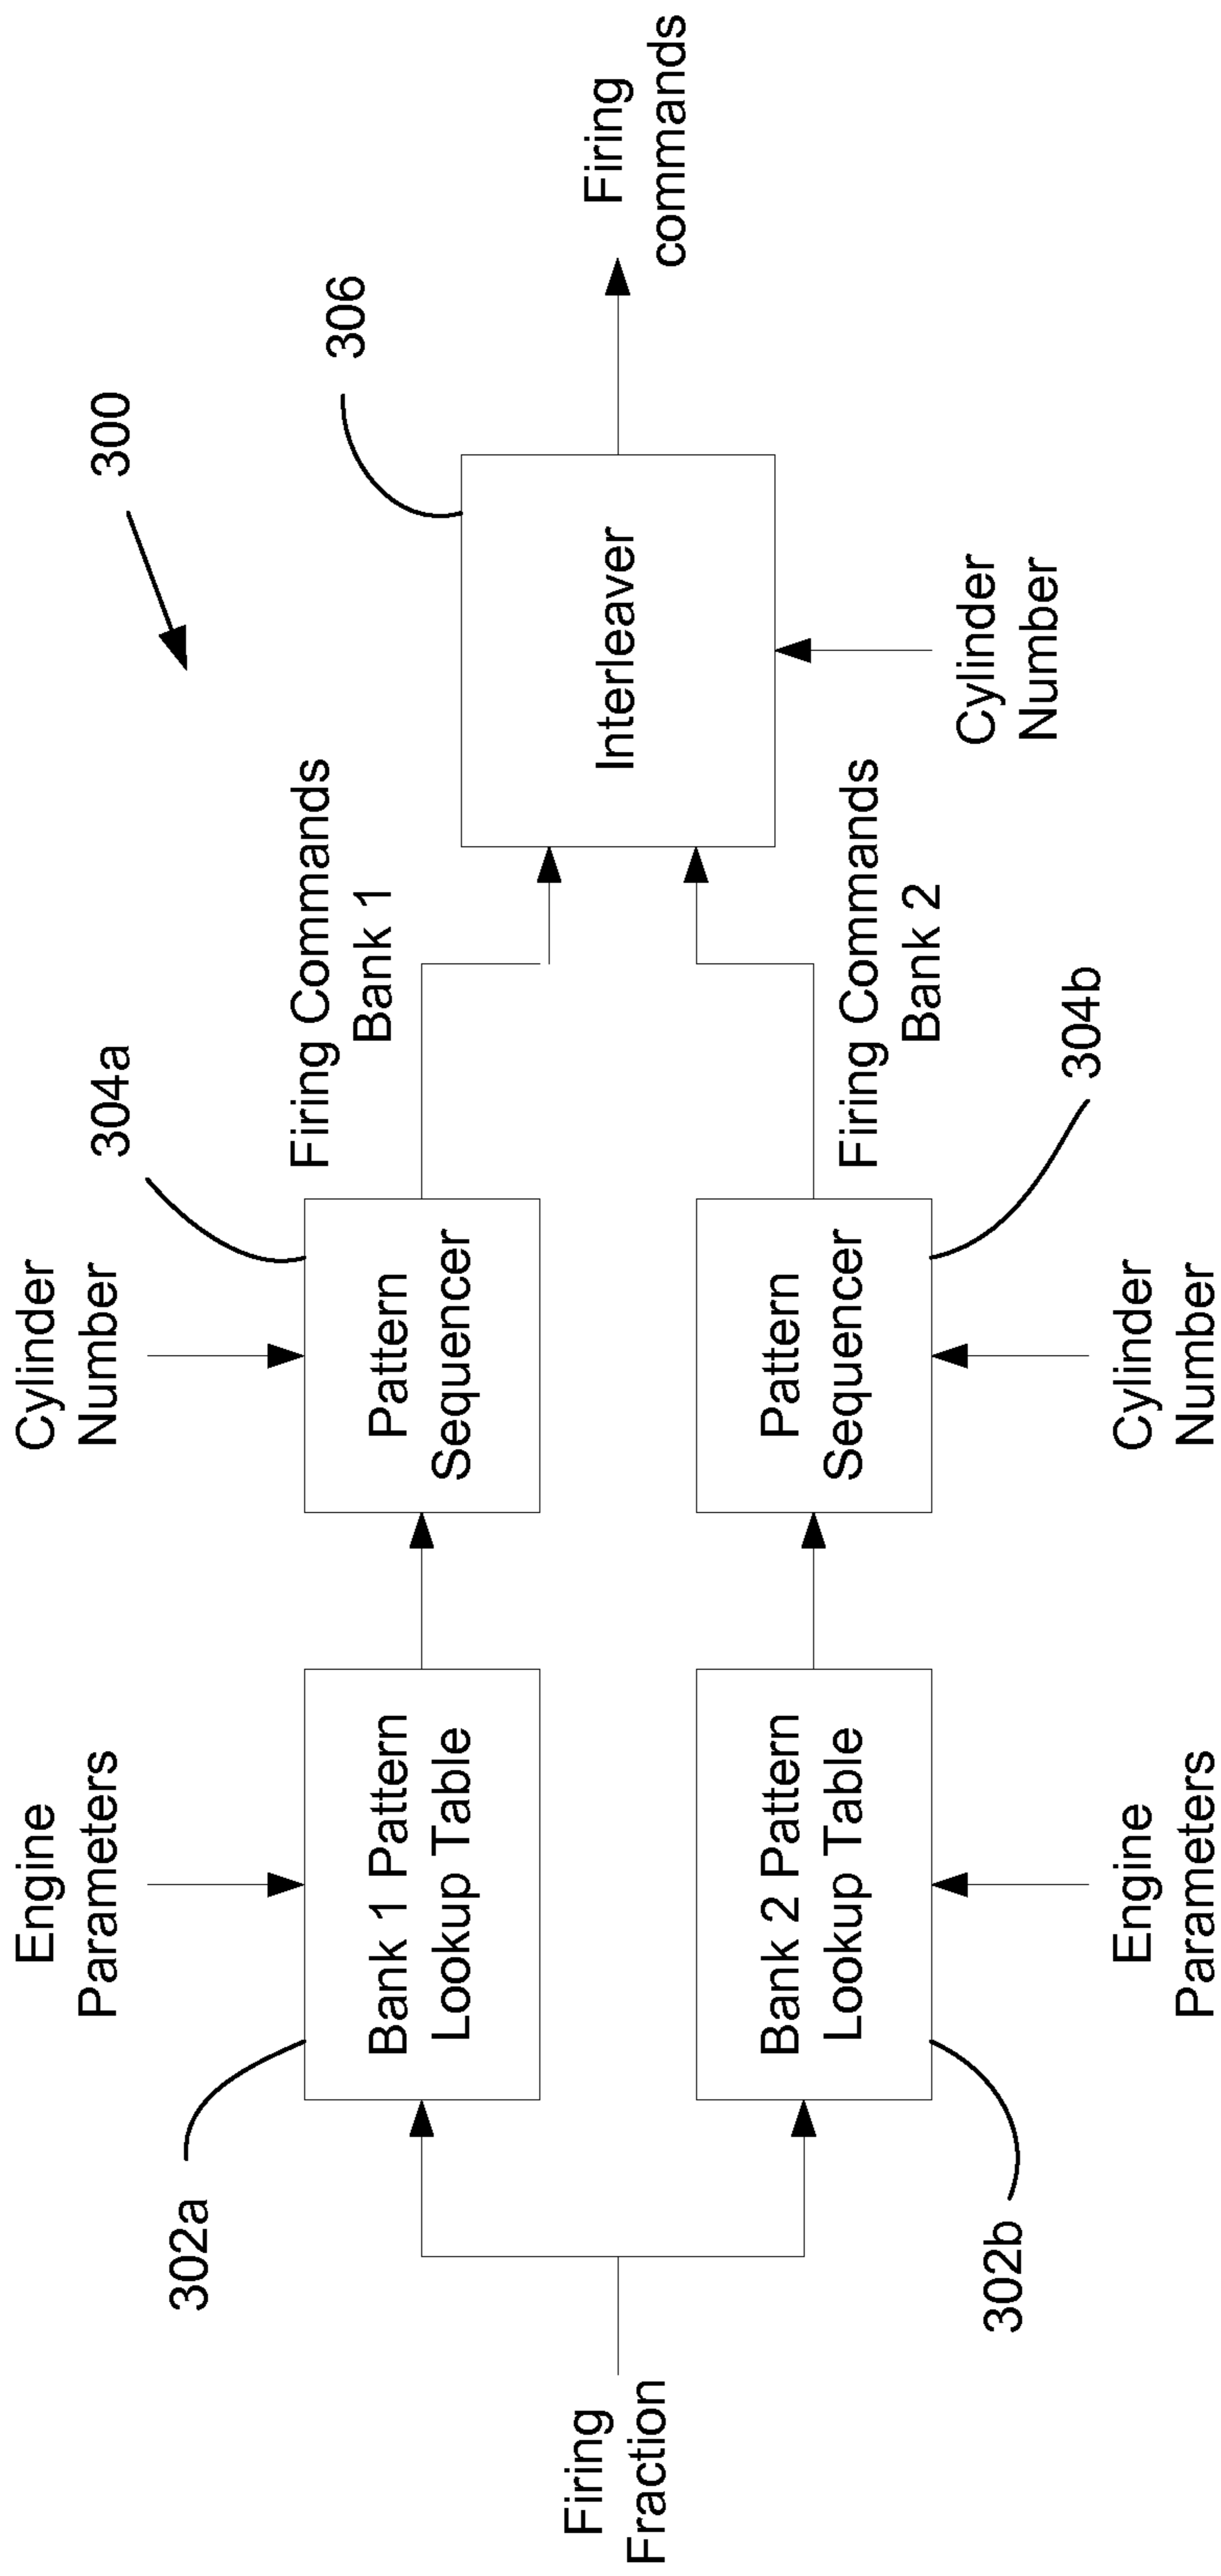 300
Engine
Parameters
Cylinder
Number
302a
304a
306
Bank 1 Pattern
Lookup Table
Pattern
Sequencer
Firing Commands
Bank 1
Firing
Fraction
Interleaver
Firing
commands
Bank 2 Pattern
Lookup Table
Pattern
Sequencer
Firing Commands
Bank 2
Cylinder
Number
302b
304b
Engine
Parameters
Cylinder
Number